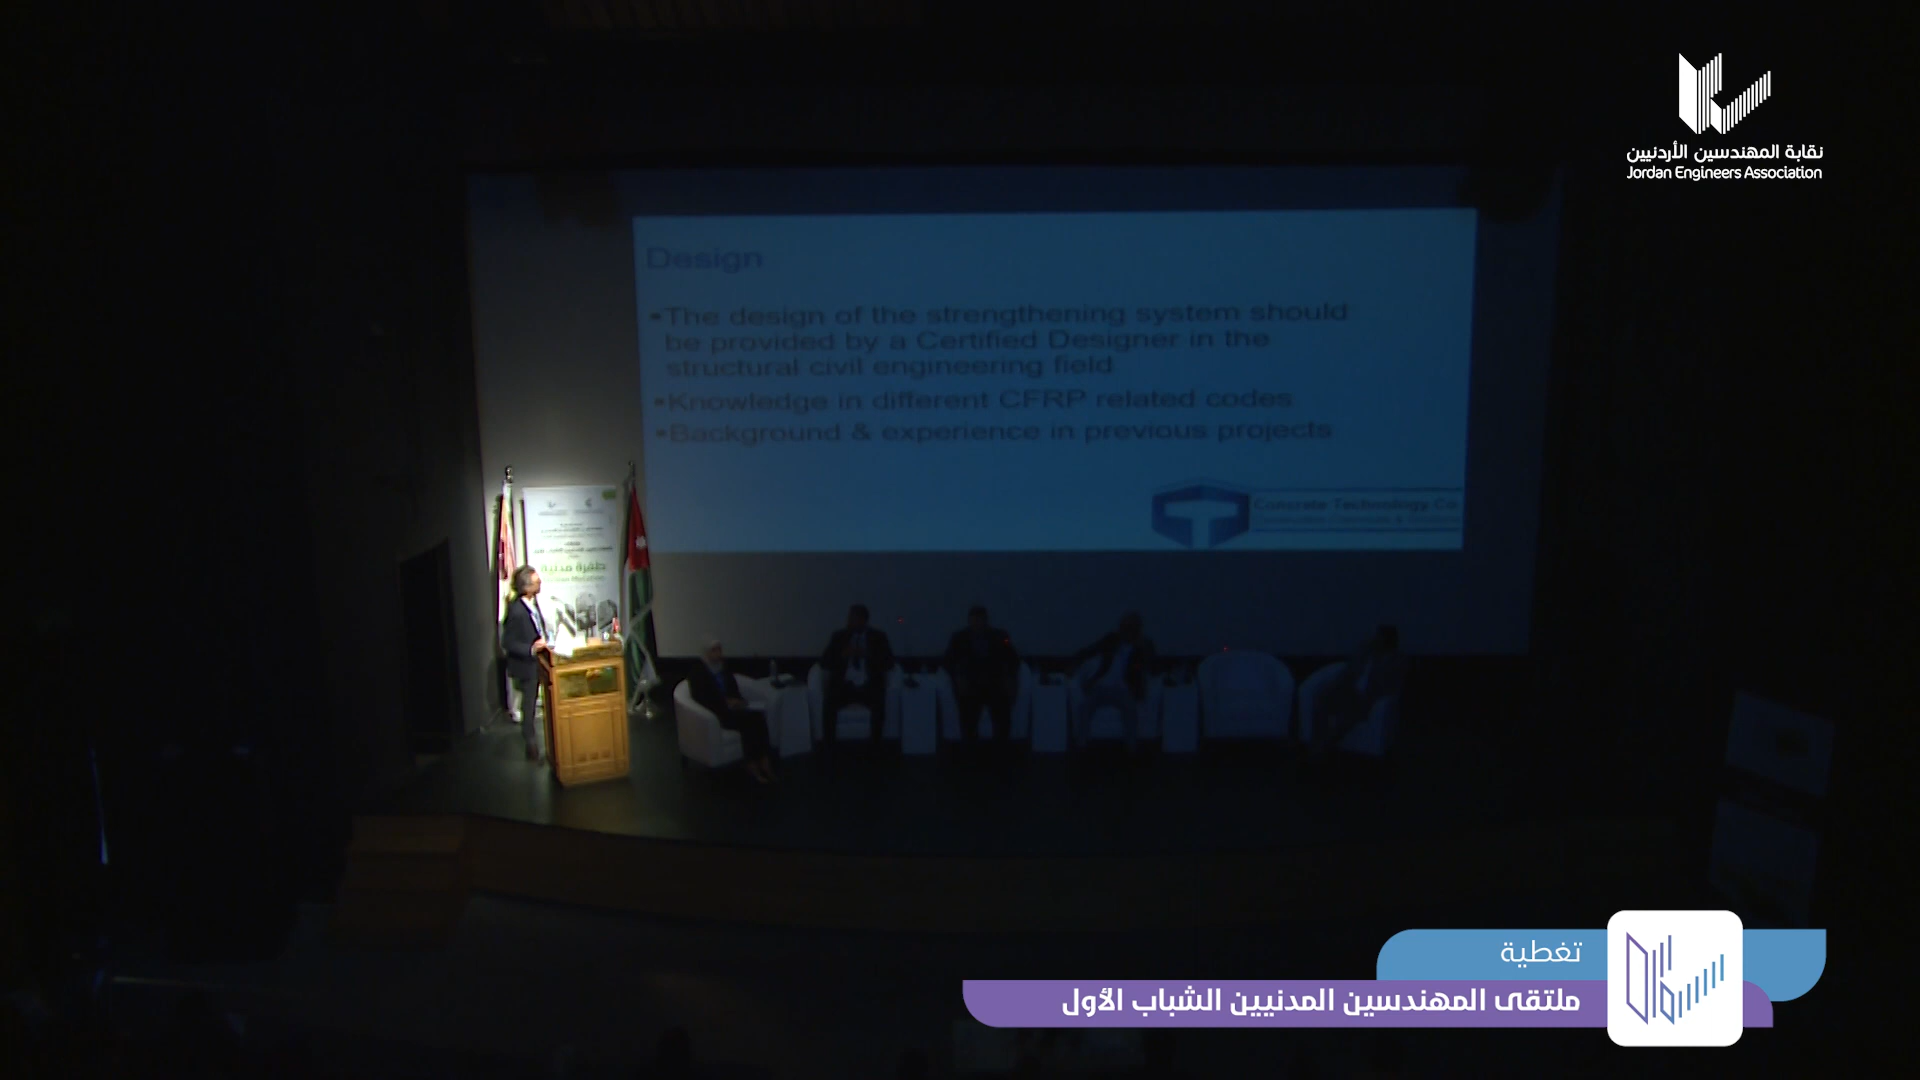 نقابة المهندسين الأردنيين
Jordan Engineers Association
Design
•The design of the strengthening system should
be provided by a Certified Designer in the
structural civil engineering field
•Knowledge in different CFRP related codes
•Background & experience in previous projects
Concrete Technology Co
طفرة مدنية
تغطية
ملتقى المهندسين المدنيين الشباب الأول